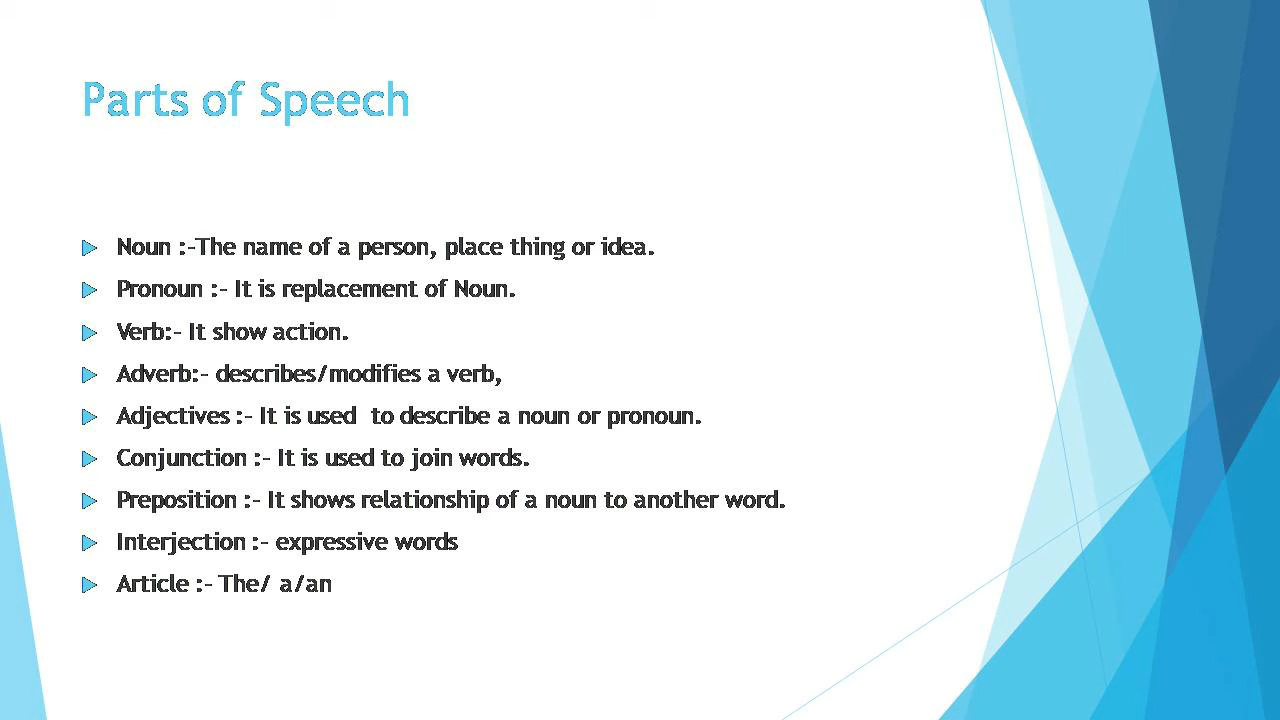 Parts of Speech
Noun :-The name of a person, place thing or idea.
Pronoun :- It is replacement of Noun.
Verb:- It show action.
Adverb:- describes/modifies a verb,
Adjectives :- It is used  to describe a noun or pronoun.
Conjunction :- It is used to join words.
Preposition :- It shows relationship of a noun to another word.
Interjection :- expressive words
Article :- The/ a/an